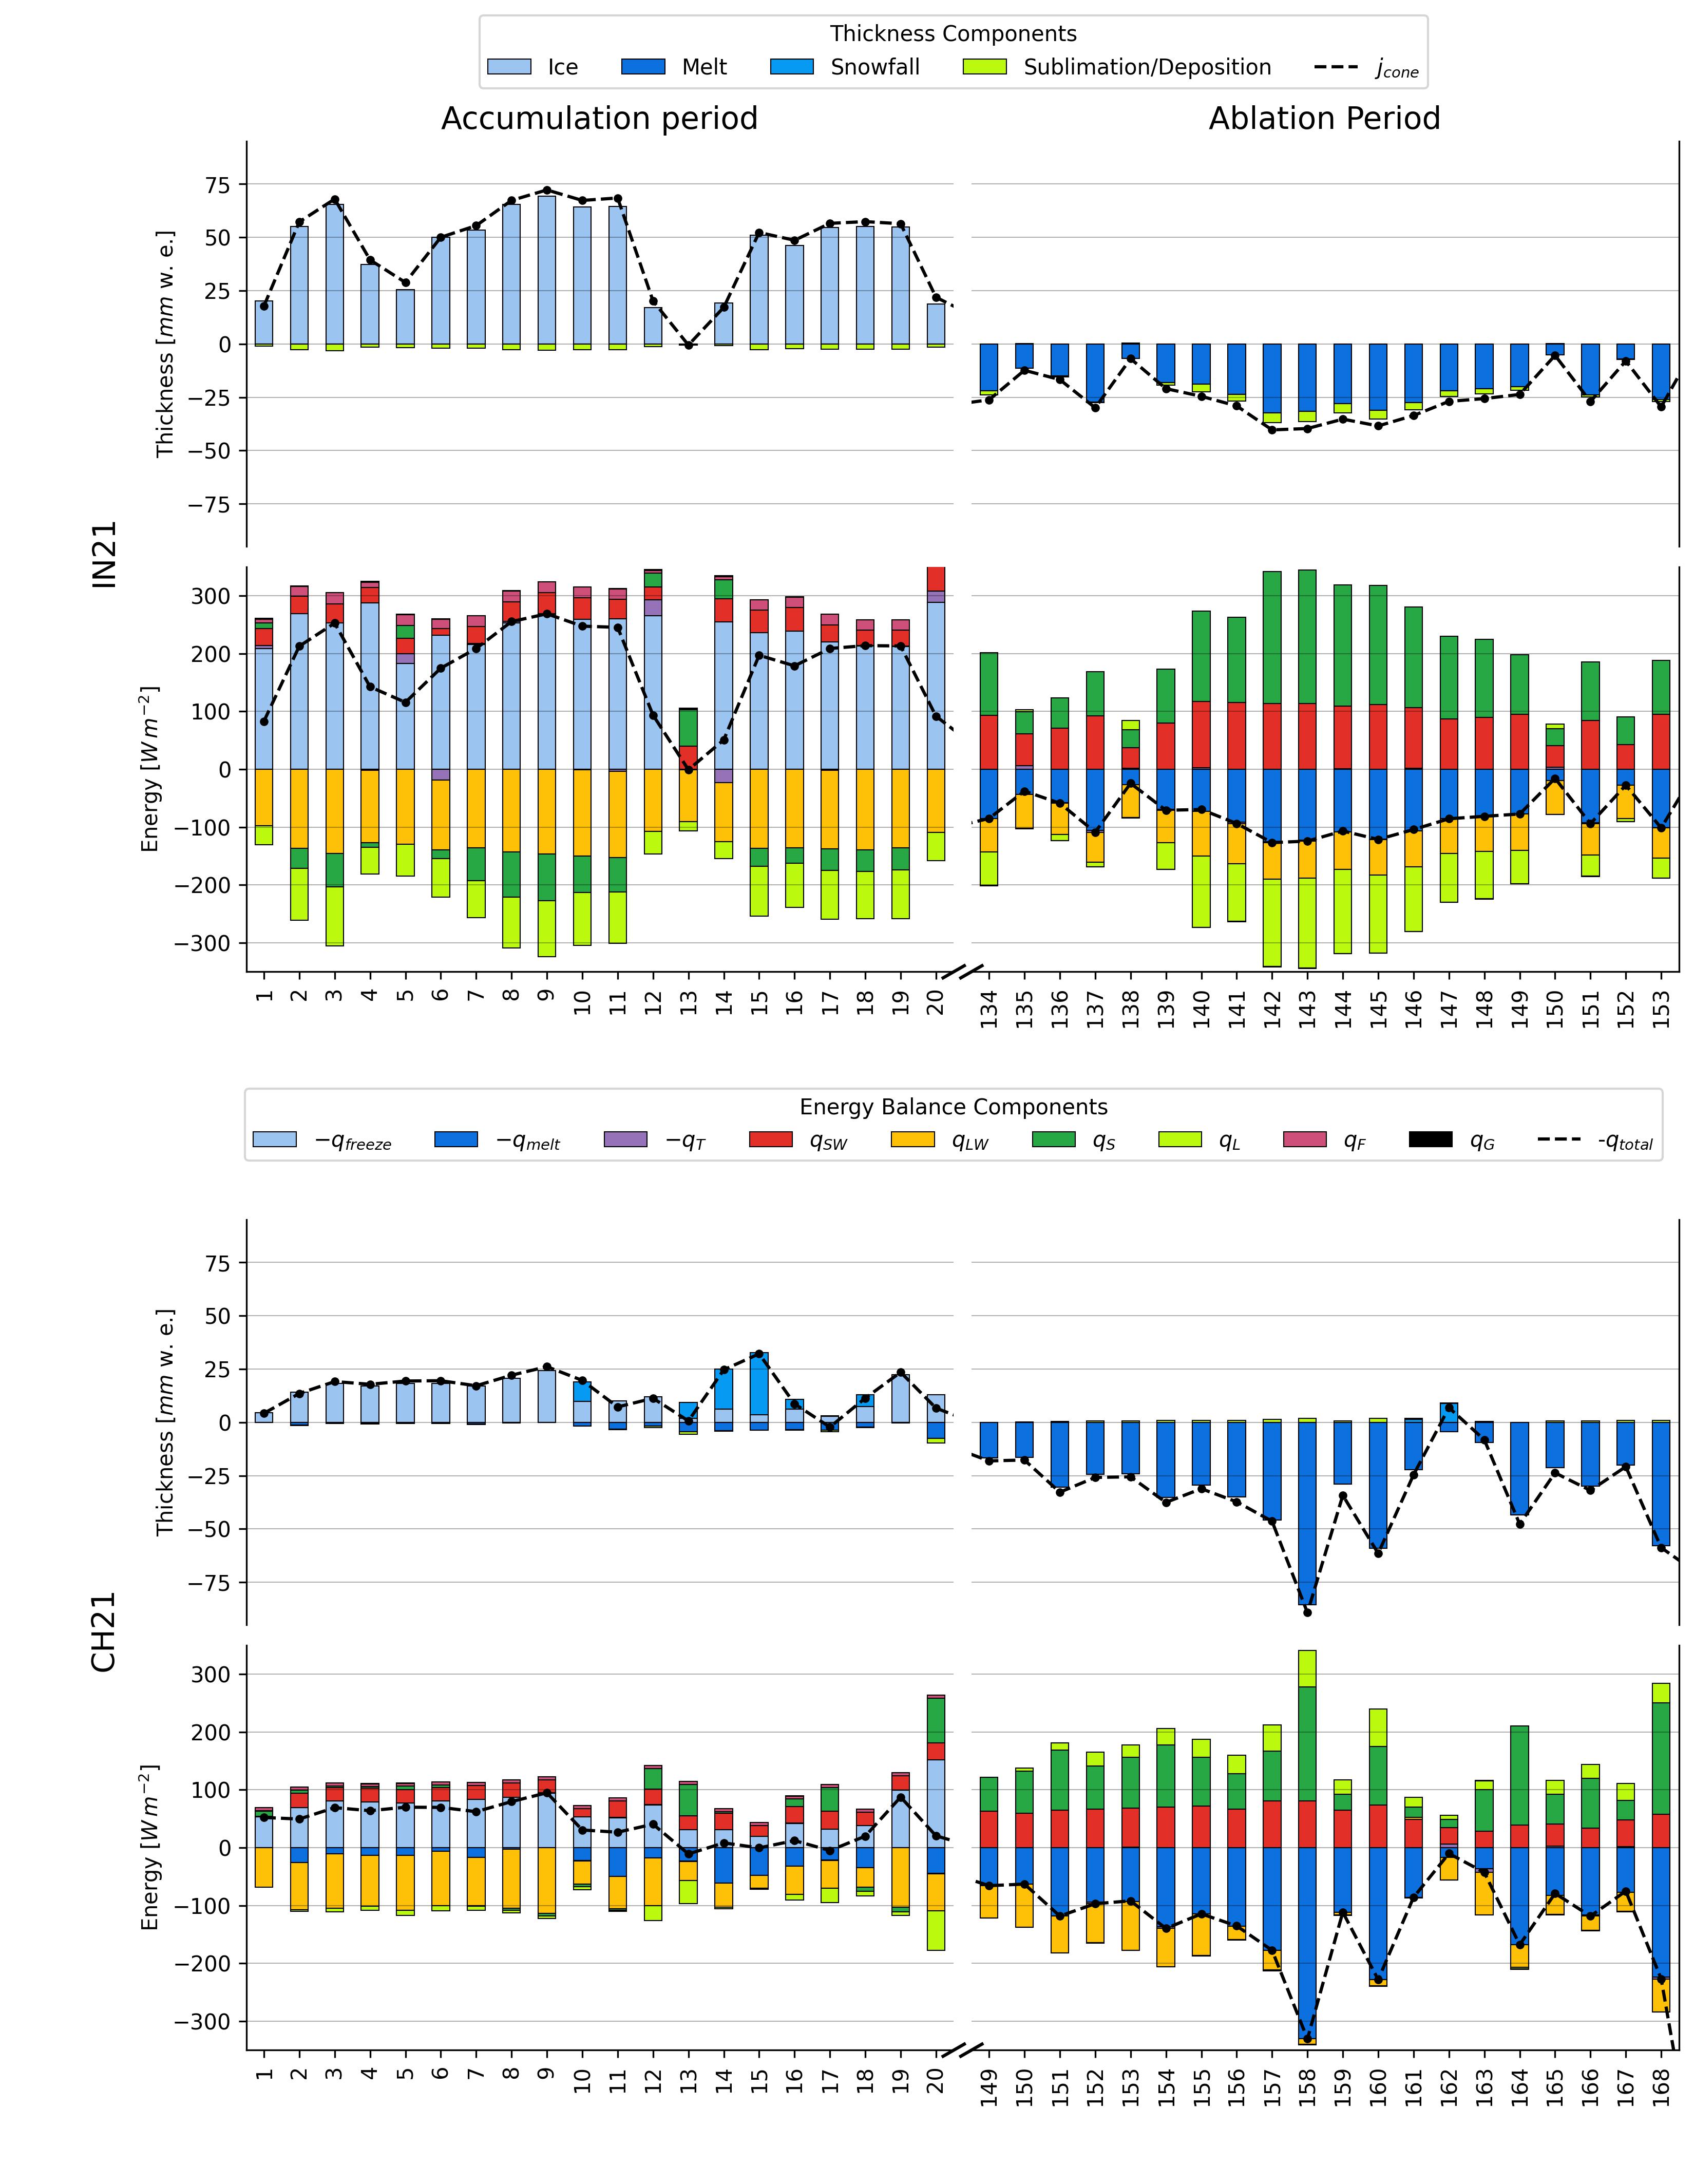 Thickness Components
Ice Melt Snowfall Sublimation/Deposition j_cone
Accumulation period Ablation Period
IN21
Thickness [mm w. e.]
75
50
25
0
−25
−50
−75
Energy [W m⁻²]
300
200
100
0
−100
−200
−300
1 2 3 4 5 6 7 8 9 10 11 12 13 14 15 16 17 18 19 20 134 135 136 137 138 139 140 141 142 143 144 145 146 147 148 149 150 151 152 153
Energy Balance Components
−q_freeze −q_melt −q_T q_SW q_LW q_S q_L q_F q_G -q_total
CH21
Thickness [mm w. e.]
75
50
25
0
−25
−50
−75
Energy [W m⁻²]
300
200
100
0
−100
−200
−300
1 2 3 4 5 6 7 8 9 10 11 12 13 14 15 16 17 18 19 20 149 150 151 152 153 154 155 156 157 158 159 160 161 162 163 164 165 166 167 168